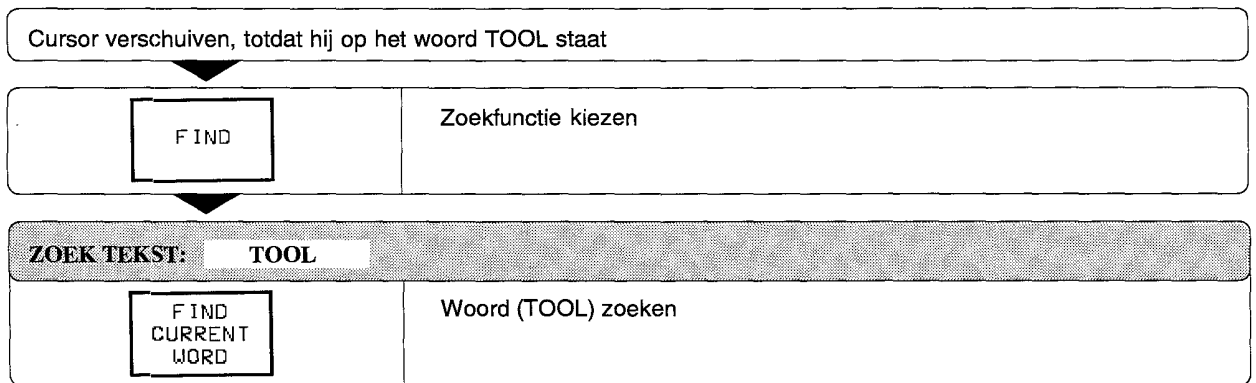 Cursor verschuiven, totdat hij op het woord TOOL staat
FIND
Zoekfunctie kiezen
ZOEK TEKST: TOOL
FIND
CURRENT
WORD
Woord (TOOL) zoeken